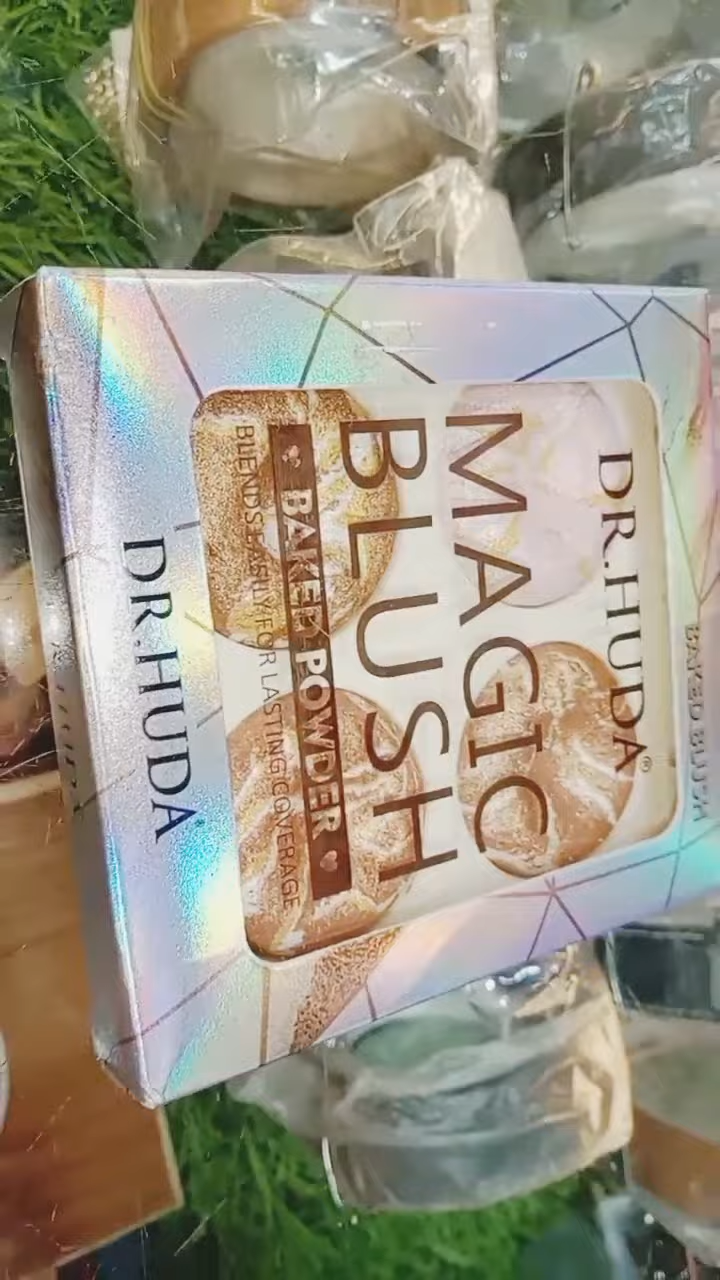 DR.HUDA®
MAGIC
BLUSH
BAKED POWDER
BLENDS EASILY FOR LASTING COVERAGE
DR.HUDA
BAKED BLUSH